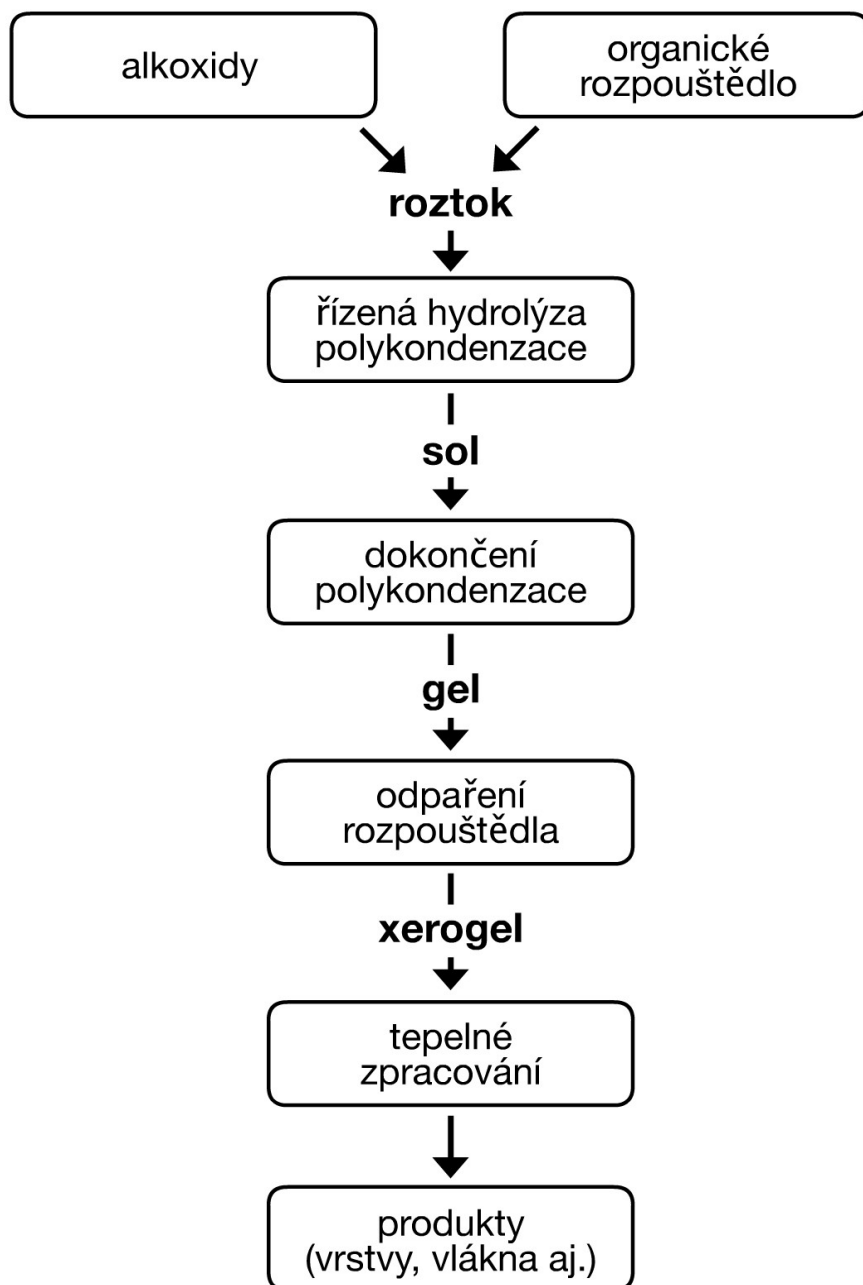 alkoxidy
organické
rozpouštědlo
roztok
řízená hydrolýza
polykondenzace
sol
dokončení
polykondenzace
gel
odpaření
rozpouštědla
xerogel
tepelné
zpracování
produkty
(vrstvy, vlákna aj.)